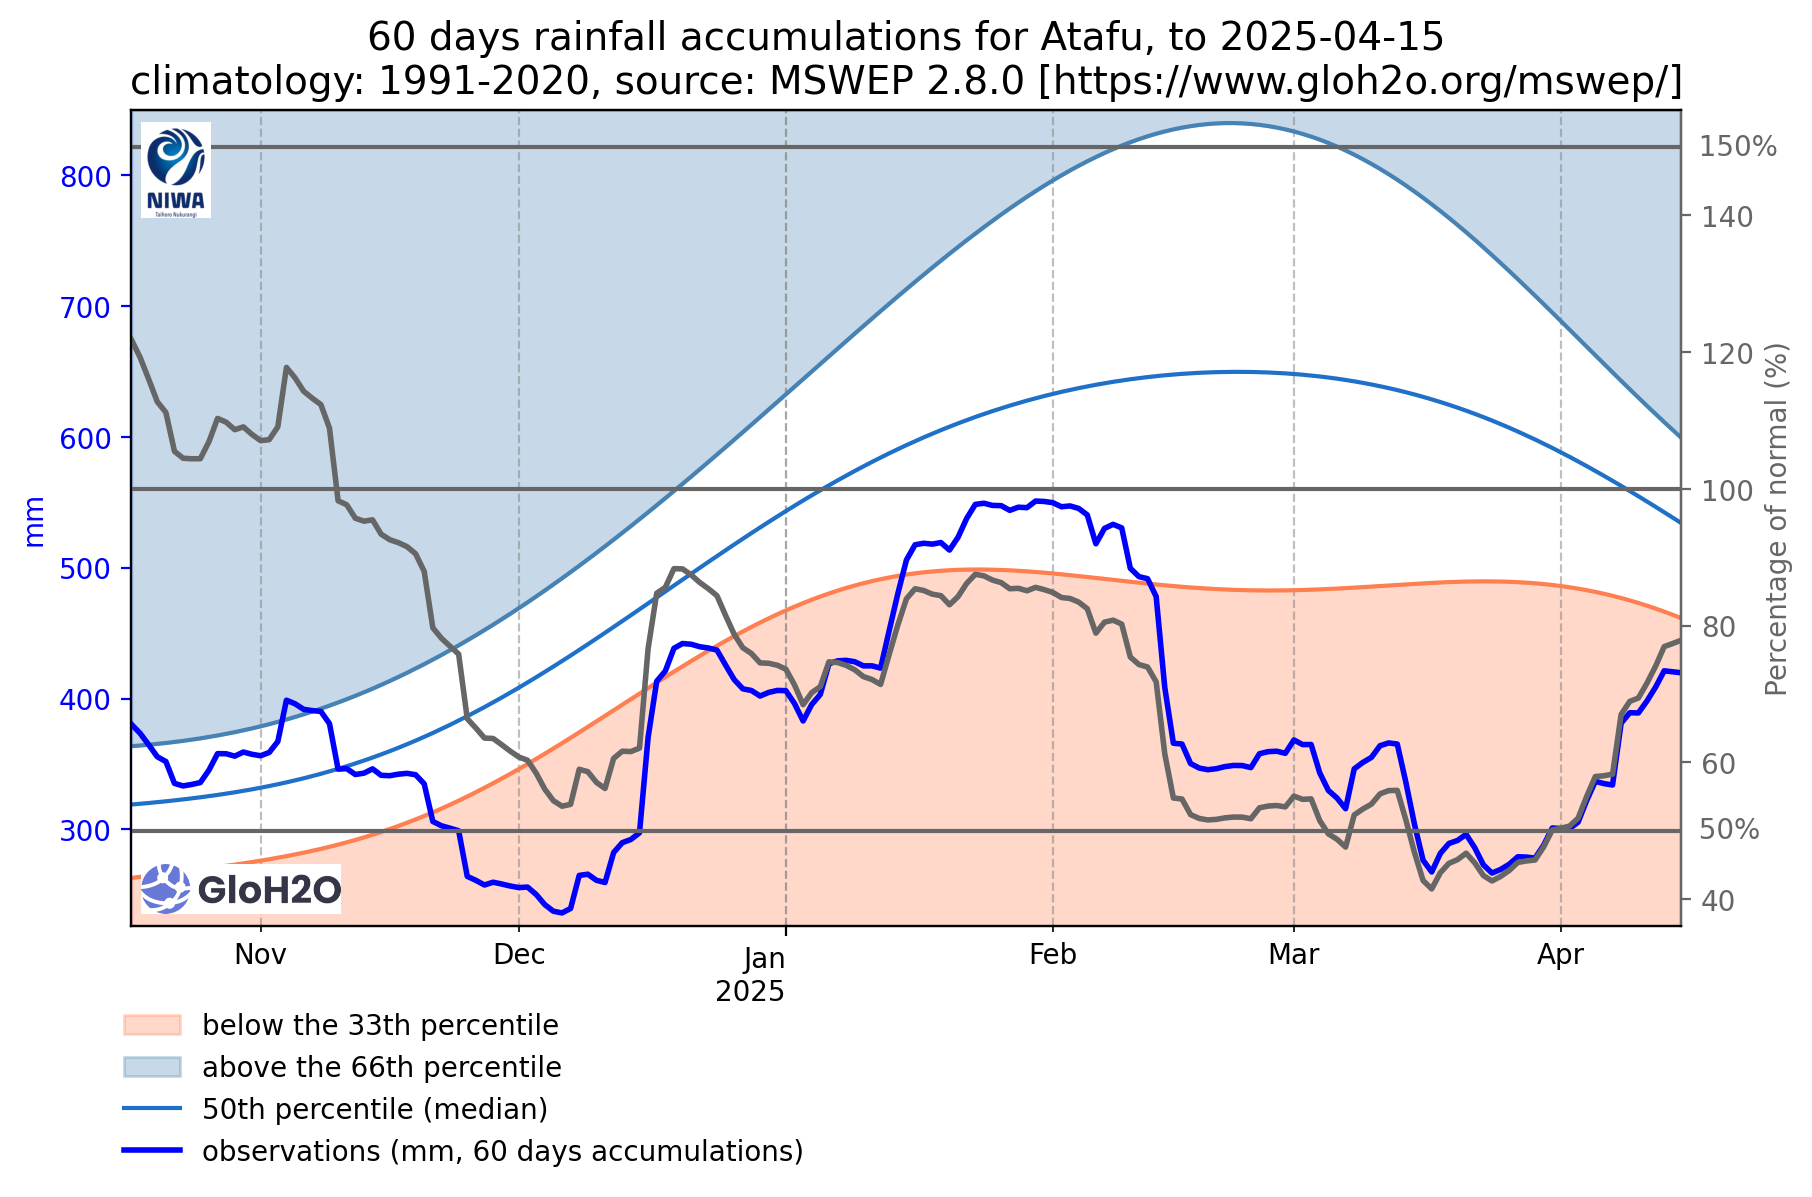 60 days rainfall accumulations for Atafu, to 2025-04-15
climatology: 1991-2020, source: MSWEP 2.8.0 [https://www.gloh2o.org/mswep/]
NIWA
Taihoro Nukurangi
800
700
600
500
400
300
mm
150%
140
120
100
80
60
50%
40
Percentage of normal (%)
GloH2O
Nov
Dec
Jan
2025
Feb
Mar
Apr
below the 33th percentile
above the 66th percentile
50th percentile (median)
observations (mm, 60 days accumulations)